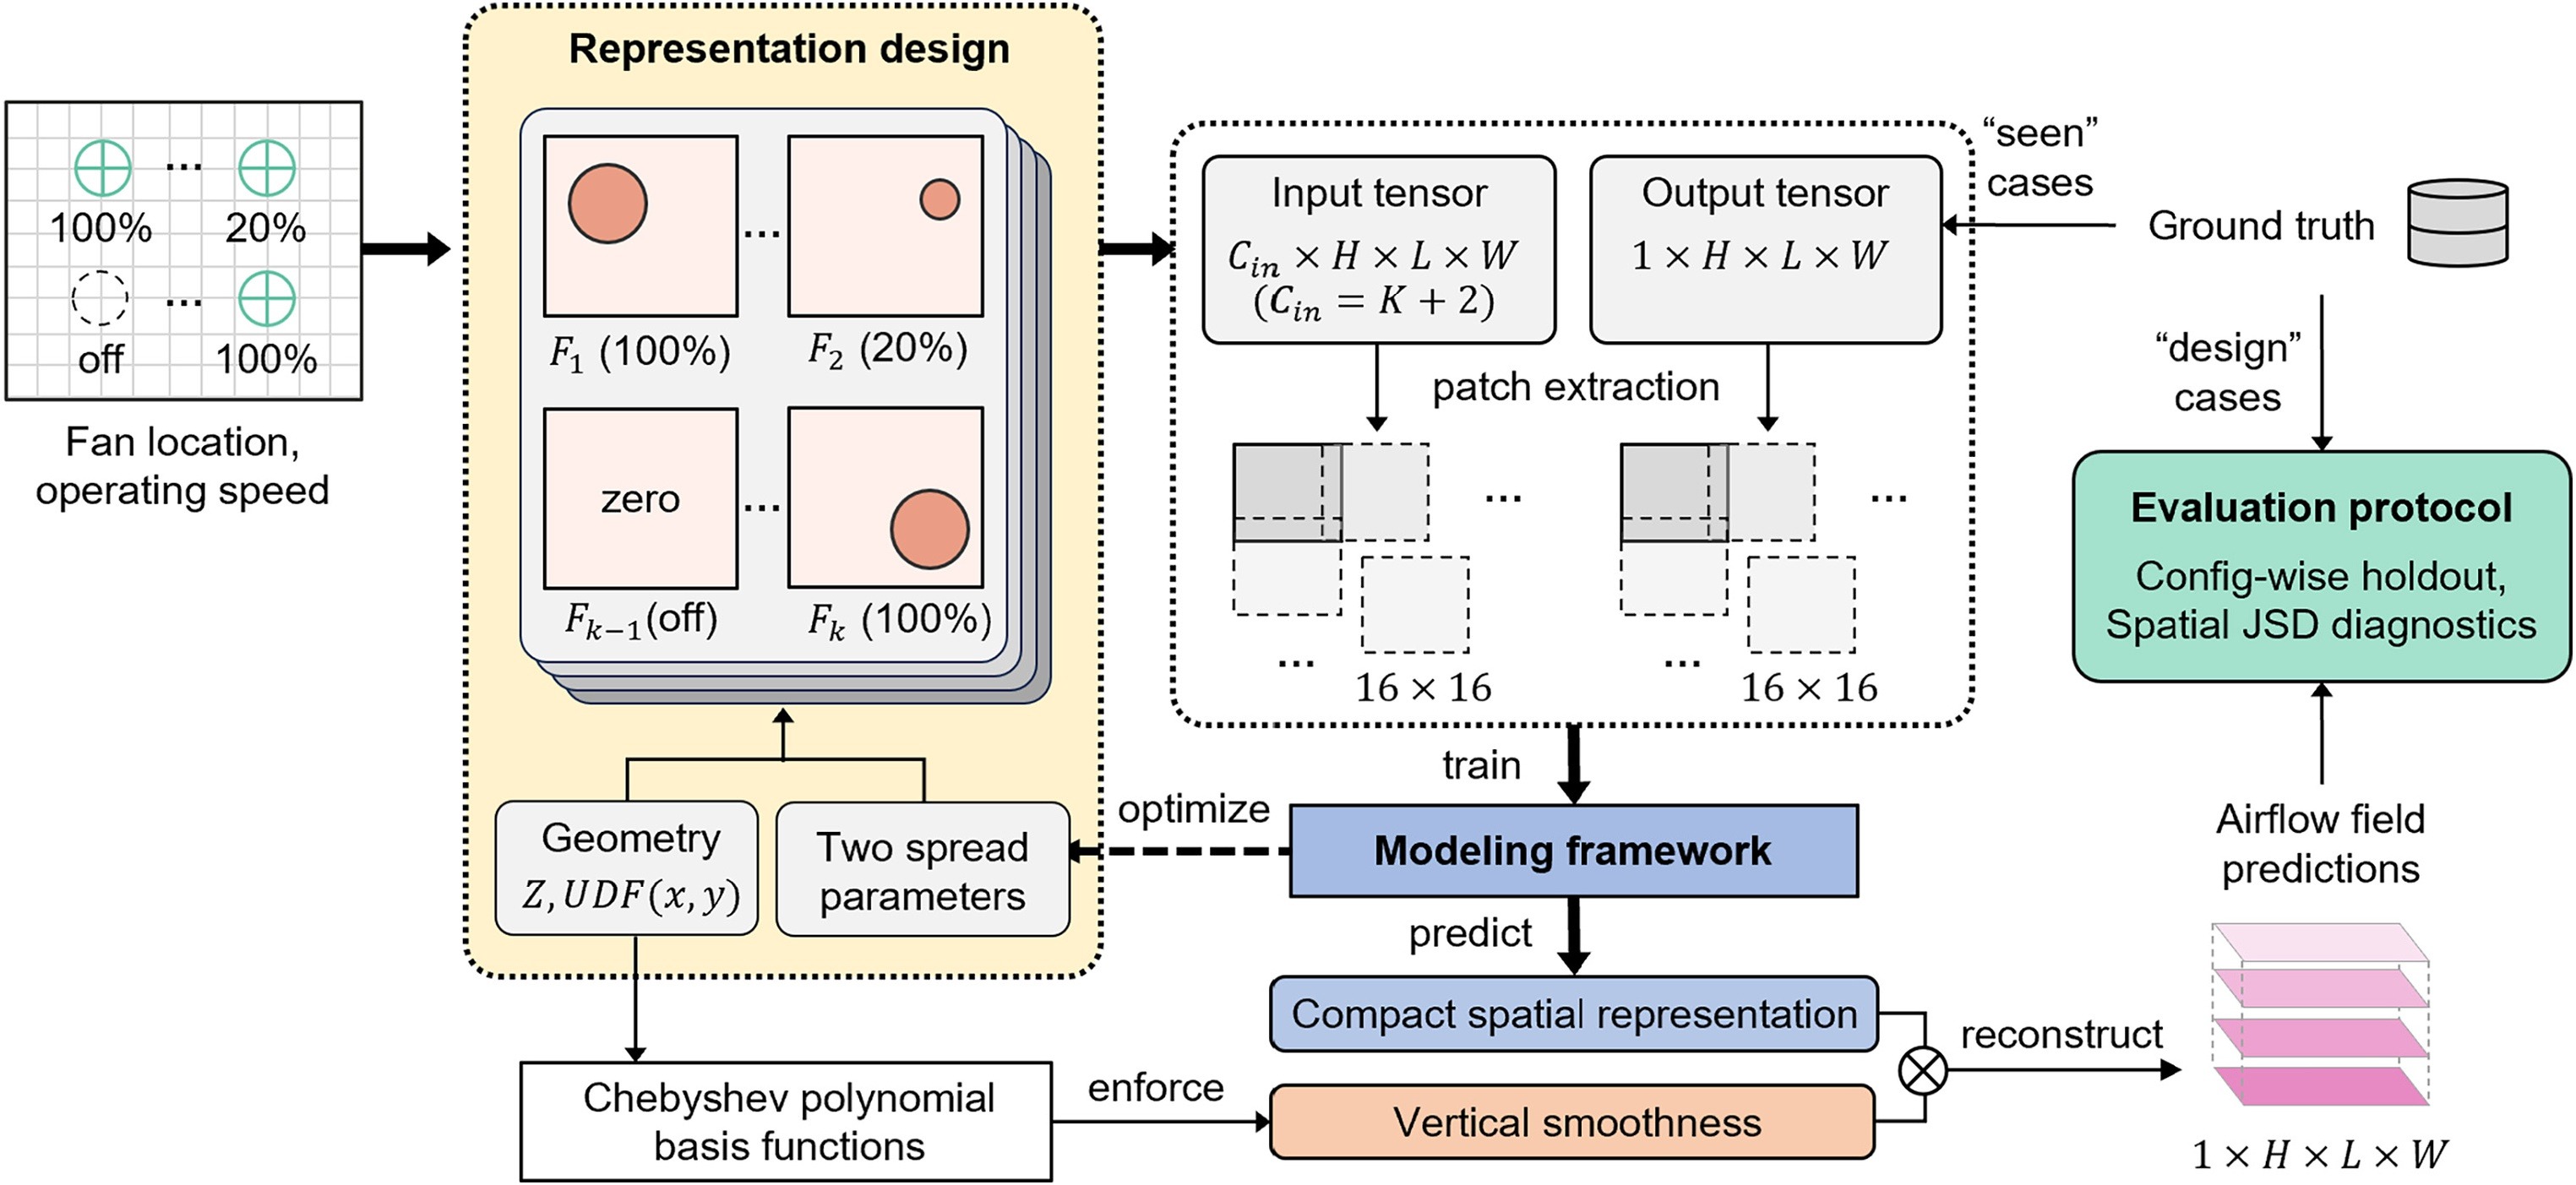 Representation design
100%
...
20%
off
...
100%
Fan location,
operating speed
...
F₁ (100%)
F₂ (20%)
zero
...
Fₖ₋₁(off)
Fₖ (100%)
Geometry
Z, UDF(x, y)
Two spread
parameters
Input tensor
C_in × H × L × W
(C_in = K + 2)
Output tensor
1 × H × L × W
patch extraction
...
...
...
16 × 16
...
16 × 16
“seen”
cases
Ground truth
“design”
cases
Evaluation protocol
Config-wise holdout,
Spatial JSD diagnostics
train
optimize
Modeling framework
predict
Compact spatial representation
Chebyshev polynomial
basis functions
enforce
Vertical smoothness
reconstruct
Airflow field
predictions
1 × H × L × W